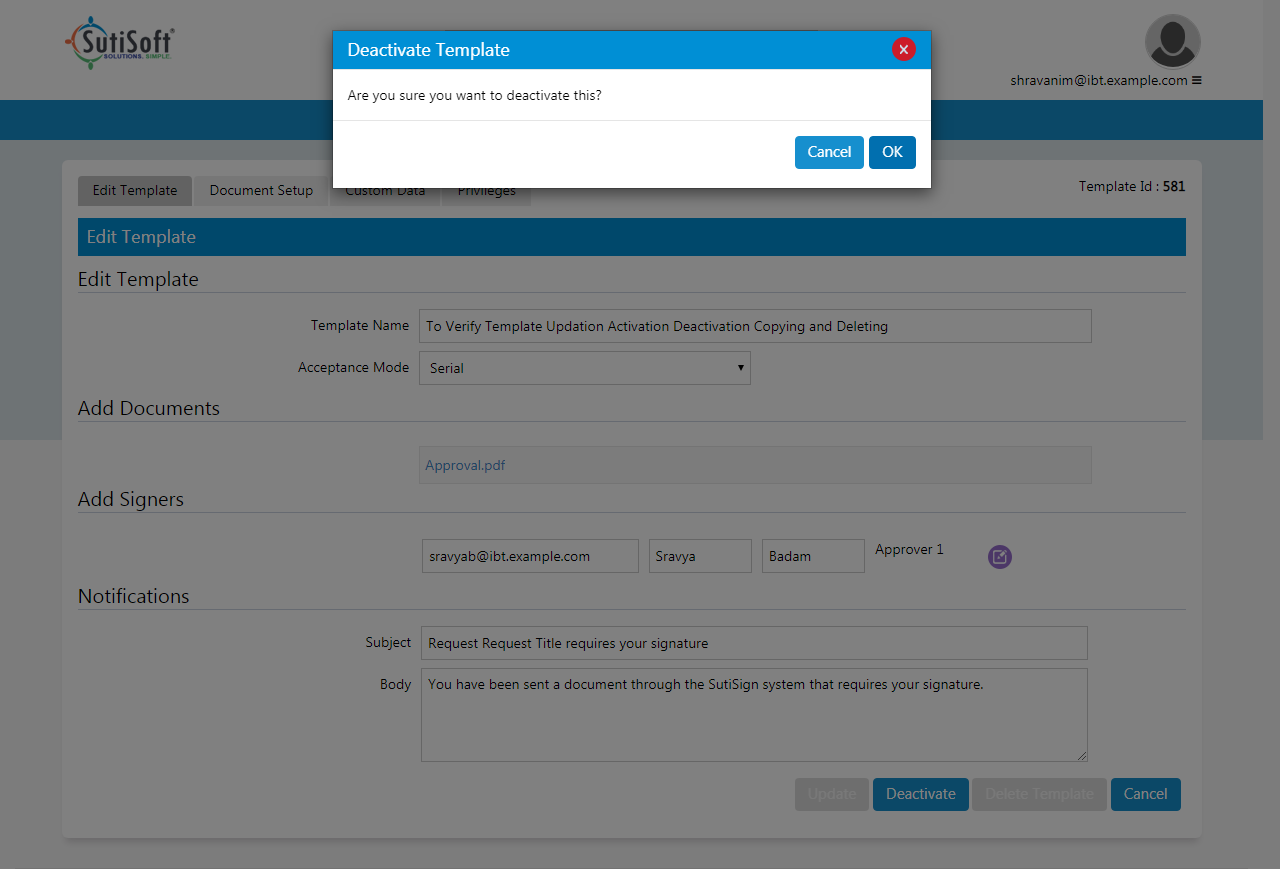 SutiSoft®
SOLUTIONS. SIMPLE.
Deactivate Template
Are you sure you want to deactivate this?
Cancel OK
shravanim@ibt.example.com
Edit Template Document Setup Custom Data Privileges
Template Id : 581
Edit Template
Edit Template
Template Name To Verify Template Updation Activation Deactivation Copying and Deleting
Acceptance Mode Serial
Add Documents
Approval.pdf
Add Signers
sravyab@ibt.example.com Sravya Badam Approver 1
Notifications
Subject Request Request Title requires your signature
Body You have been sent a document through the SutiSign system that requires your signature.
Update Deactivate Delete Template Cancel